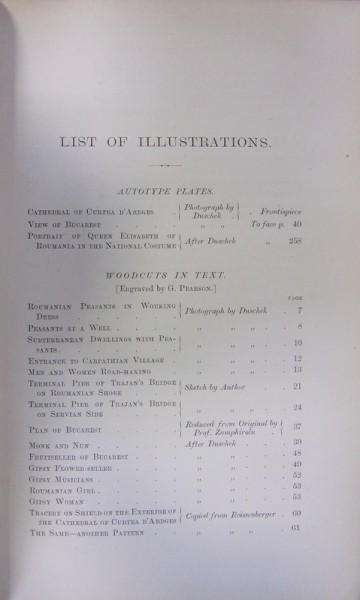 LIST OF ILLUSTRATIONS.
AUTOTYPE PLATES.
CATHEDRAL OF CURTEA D'ARDGES { Photograph by Duschek . } . Frontispiece
VIEW OF BUCAREST . . . . „ „ To face p. 40
PORTRAIT OF QUEEN ELISABETH OF
ROUMANIA IN THE NATIONAL COSTUME } After Duschek „ 258
WOODCUTS IN TEXT.
[Engraved by G. PEARSON.]
PAGE
ROUMANIAN PEASANTS IN WORKING
DRESS . . . . . } Photograph by Duschek . 7
PEASANTS AT A WELL . . . . „ „ „ . . 8
SUBTERRANEAN DWELLINGS WITH PEA-
SANTS . . . . . } „ „ „ . . 10
ENTRANCE TO CARPATHIAN VILLAGE . „ „ „ . . 12
MEN AND WOMEN ROAD-MAKING „ „ „ . . 13
TERMINAL PIER OF TRAJAN'S BRIDGE
ON ROUMANIAN SHORE . . } Sketch by Author . . 21
TERMINAL PIER OF TRAJAN'S BRIDGE
ON SERVIAN SIDE . . . } „ „ „ . . 24
PLAN OF BUCAREST . . . { Reduced from Original by Prof. Zamphirolu . } 37
MONK AND NUN . . . . . After Duschek . . . 39
FRUITSELLER OF BUCAREST . . . „ „ . . . 48
GIPSY FLOWER-SELLER . . . . „ „ . . . 49
GIPSY MUSICIANS . . . . . „ „ . . . 52
ROUMANIAN GIRL . . . . . „ „ . . . 53
GIPSY WOMAN . . . . . „ „ . . . 53
TRACERY ON SHIELD ON THE EXTERIOR OF
THE CATHEDRAL OF CURTEA D'ARDGES } Copied from Reissenberger . 60
THE SAME—ANOTHER PATTERN . . „ „ „ . 61